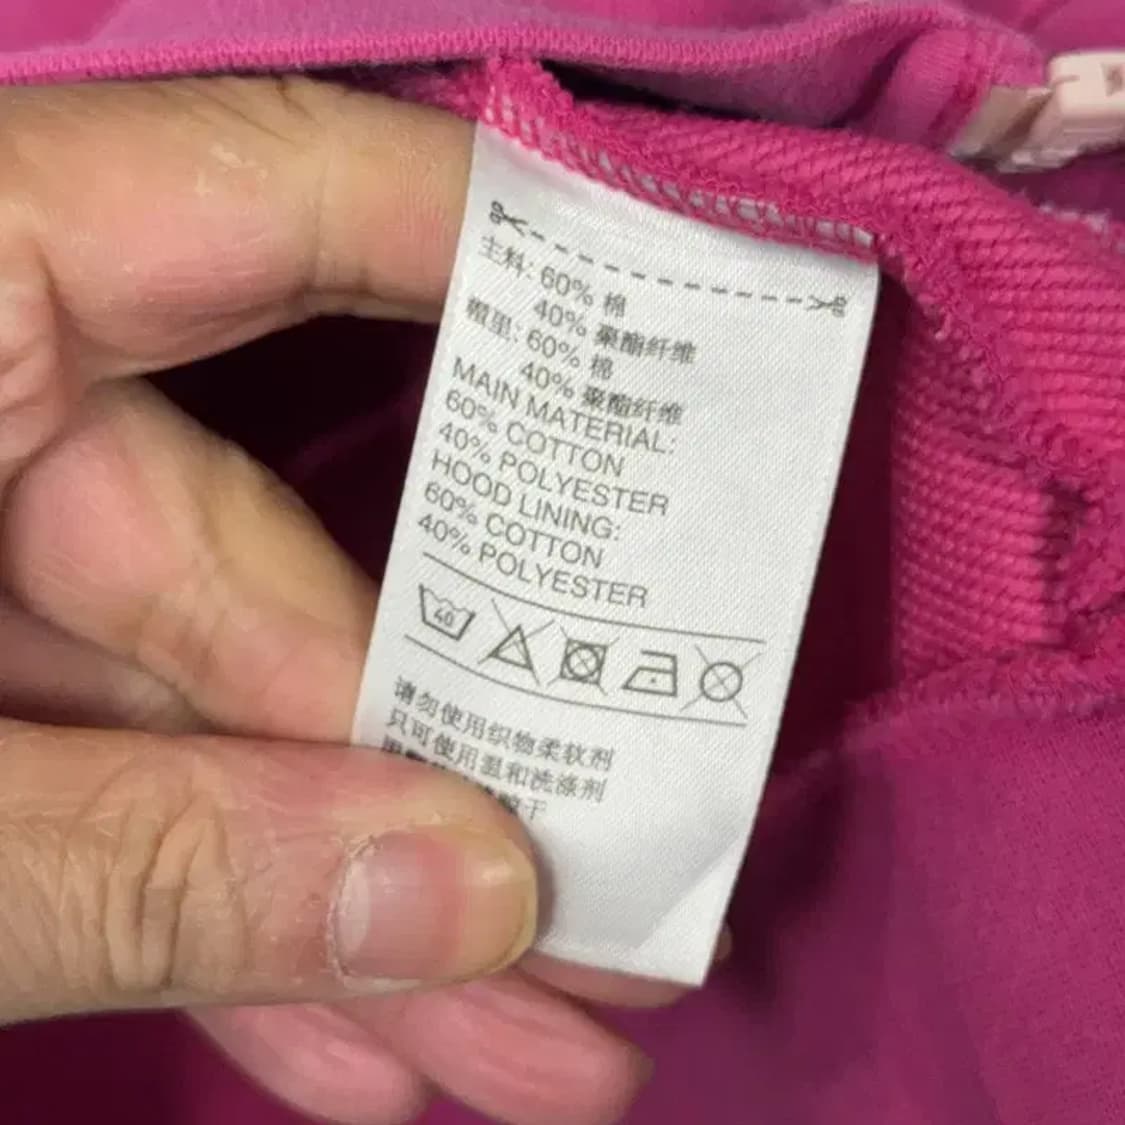 主料: 60% 棉
40% 聚酯纤维
帽里: 60% 棉
40% 聚酯纤维
MAIN MATERIAL:
60% COTTON
40% POLYESTER
HOOD LINING:
60% COTTON
40% POLYESTER
40
请勿使用织物柔软剂
只可使用温和洗涤剂
晾干